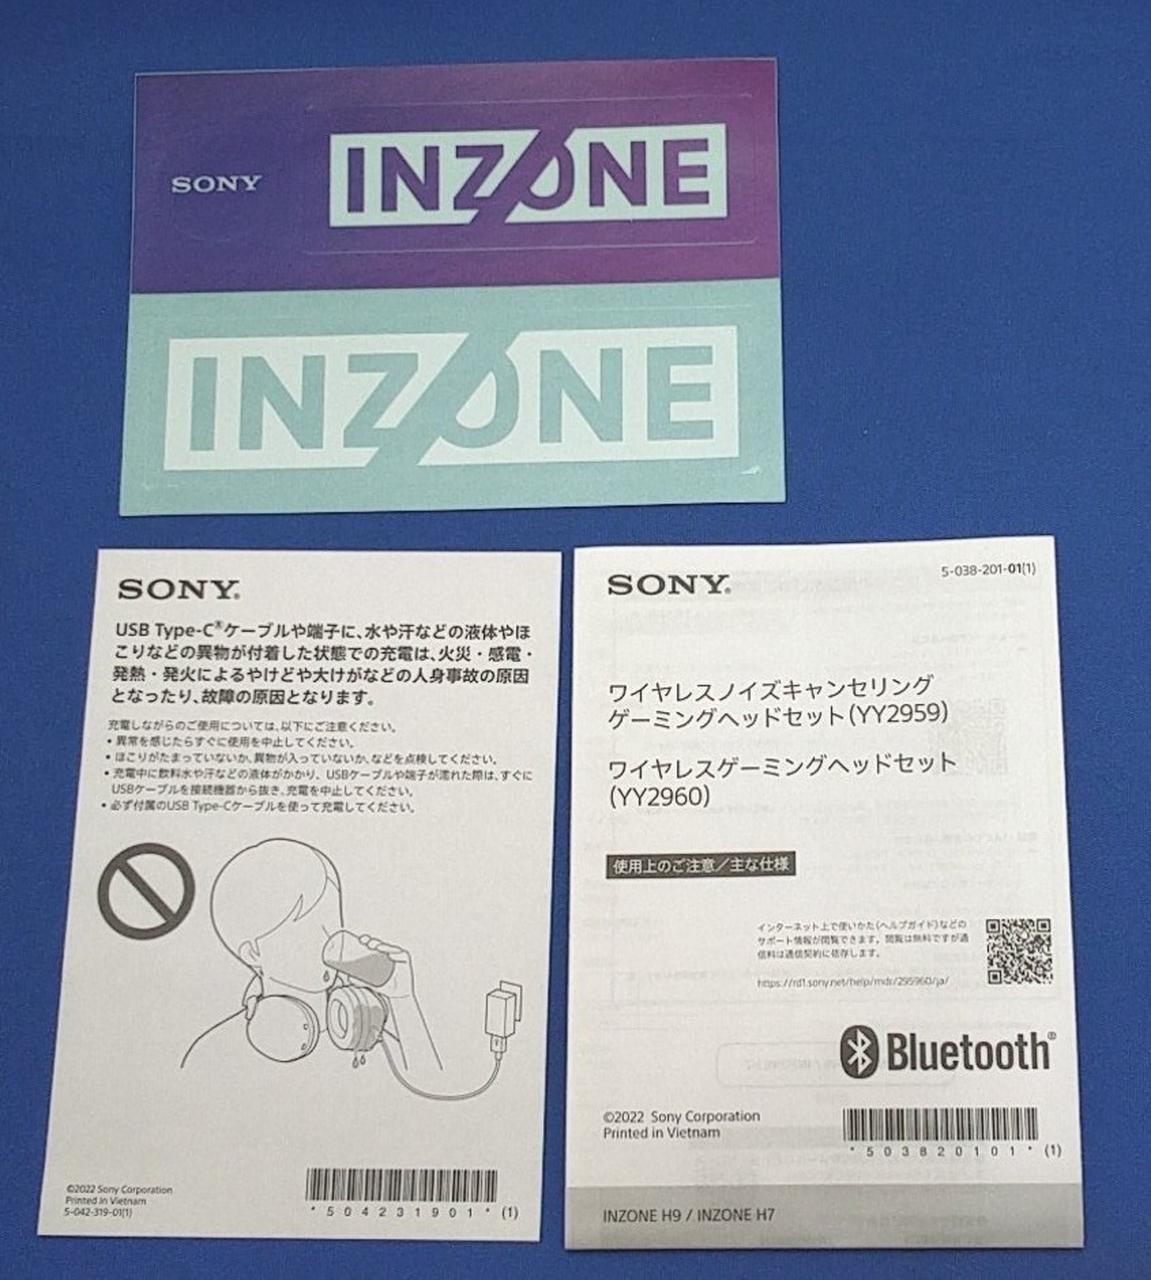 SONY
INZONE
INZONE
SONY®
USB Type-C®ケーブルや端子に、水や汗などの液体やほ
こりなどの異物が付着した状態での充電は、火災・感電・
発熱・発火によるやけどや大けがなどの人身事故の原因
となったり、故障の原因となります。
充電しながらのご使用については、以下にご注意ください。
• 異常を感じたらすぐに使用を中止してください。
• ほこりがたまっていないか、異物が入っていないか、などを点検してください。
• 充電中に飲料水や汗などの液体がかかり、USBケーブルや端子が濡れた際は、すぐに
USBケーブルを接続機器から抜き、充電を中止してください。
• 必ず付属のUSB Type-Cケーブルを使って充電してください。
©2022 Sony Corporation
Printed in Vietnam
5-042-319-01(1)
* 5 0 4 2 3 1 9 0 1 * (1)
SONY®
5-038-201-01(1)
ワイヤレスノイズキャンセリング
ゲーミングヘッドセット(YY2959)
ワイヤレスゲーミングヘッドセット
(YY2960)
使用上のご注意／主な仕様
インターネット上で使いかた(ヘルプガイド)などの
サポート情報が閲覧できます。閲覧は無料ですが通
信料は通信契約に依存します。
https://rd1.sony.net/help/mdr/295960/ja/
Bluetooth®
©2022 Sony Corporation
Printed in Vietnam
* 5 0 3 8 2 0 1 0 1 * (1)
INZONE H9 / INZONE H7